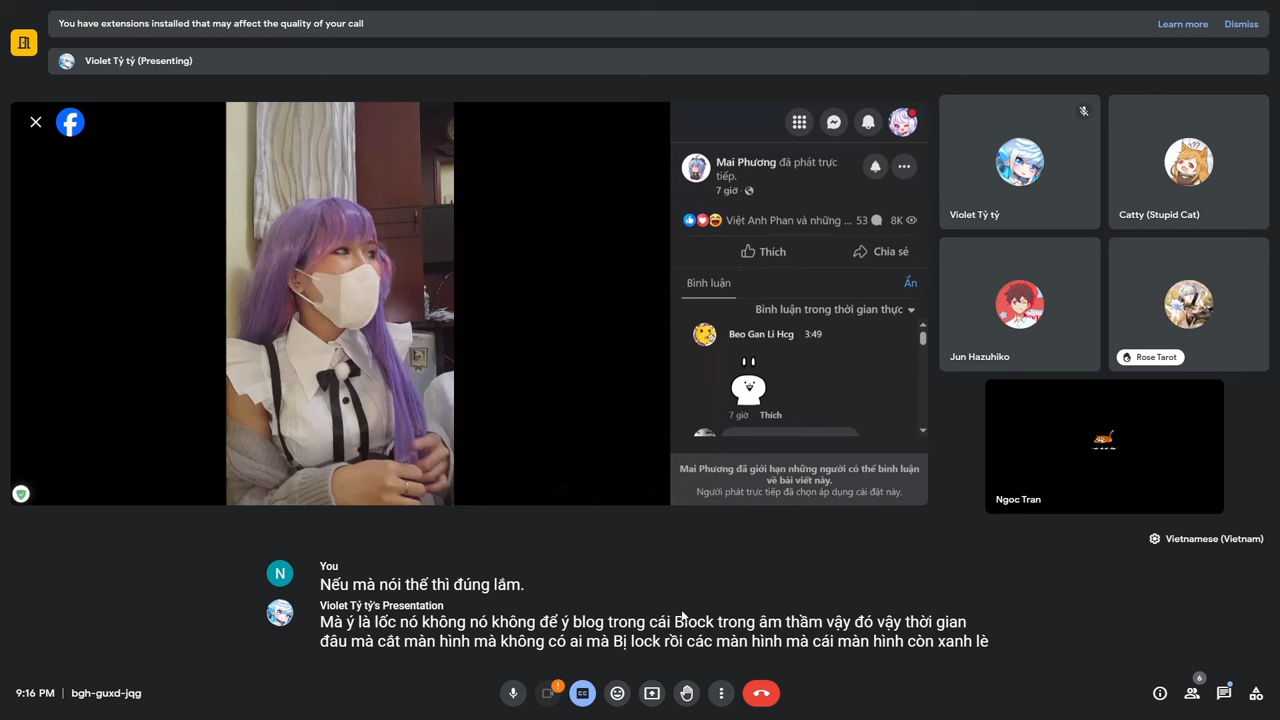 You have extensions installed that may affect the quality of your call
Learn more
Dismiss
Violet Tỷ tỷ (Presenting)
Mai Phương đã phát trực
tiếp.
7 giờ
Việt Anh Phan và những ... 53 8K
Thích
Chia sẻ
Bình luận
Ẩn
Bình luận trong thời gian thực
Beo Gan Li Hcg 3:49
7 giờ Thích
Mai Phương đã giới hạn những người có thể bình luận
về bài viết này.
Người phát trực tiếp đã chọn áp dụng cài đặt này.
Violet Tỷ tỷ
Catty (Stupid Cat)
Jun Hazuhiko
Rose Tarot
Ngoc Tran
Vietnamese (Vietnam)
N
You
Nếu mà nói thế thì đúng lắm.
Violet Tỷ tỷ's Presentation
Mà ý là lốc nó không nó không để ý blog trong cái Block trong âm thầm vậy đó vậy thời gian
đâu mà cắt màn hình mà không có ai mà Bị lock rồi các màn hình mà cái màn hình còn xanh lè
9:16 PM | bgh-guxd-jqg
CC
6